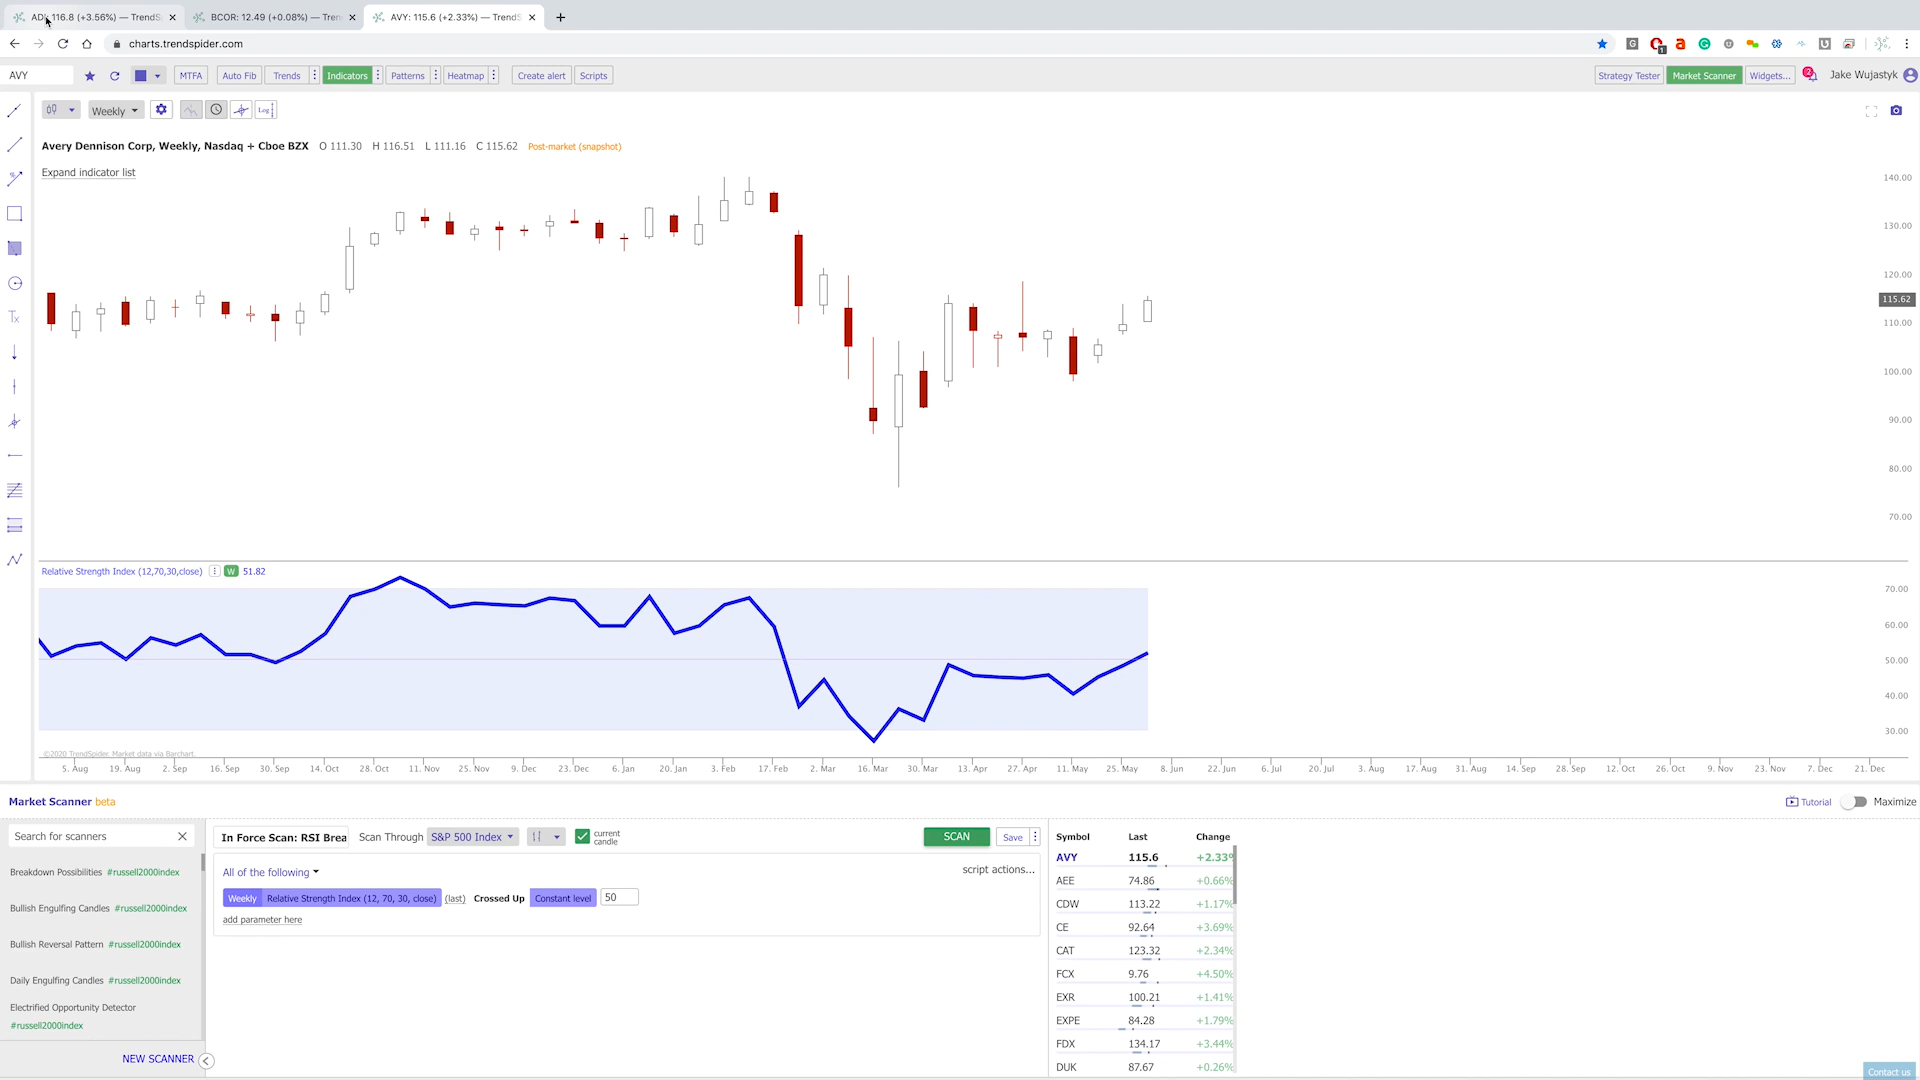 ADI: 116.8 (+3.56%) — TrendS
BCOR: 12.49 (+0.08%) — Tren
AVY: 115.6 (+2.33%) — TrendS
charts.trendspider.com
AVY MTFA Auto Fib Trends Indicators Patterns Heatmap Create alert Scripts Strategy Tester Market Scanner Widgets... 2 Jake Wujastyk
Weekly Log
Avery Dennison Corp, Weekly, Nasdaq + Cboe BZX O 111.30 H 116.51 L 111.16 C 115.62 Post-market (snapshot)
Expand indicator list
140.00
130.00
120.00
115.62
110.00
100.00
90.00
80.00
70.00
Relative Strength Index (12,70,30,close) W 51.82
70.00
60.00
50.00
40.00
30.00
©2020 TrendSpider. Market data via Barchart.
5. Aug 19. Aug 2. Sep 16. Sep 30. Sep 14. Oct 28. Oct 11. Nov 25. Nov 9. Dec 23. Dec 6. Jan 20. Jan 3. Feb 17. Feb 2. Mar 16. Mar 30. Mar 13. Apr 27. Apr 11. May 25. May 8. Jun 22. Jun 6. Jul 20. Jul 3. Aug 17. Aug 31. Aug 14. Sep 28. Sep 12. Oct 26. Oct 9. Nov 23. Nov 7. Dec 21. Dec
Market Scanner beta Tutorial Maximize
Search for scanners
Breakdown Possibilities #russell2000index
Bullish Engulfing Candles #russell2000index
Bullish Reversal Pattern #russell2000index
Daily Engulfing Candles #russell2000index
Electrified Opportunity Detector
#russell2000index
NEW SCANNER
In Force Scan: RSI Brea Scan Through S&P 500 Index current candle SCAN Save
All of the following script actions...
Weekly Relative Strength Index (12, 70, 30, close) (last) Crossed Up Constant level 50
add parameter here
Symbol Last Change
AVY 115.6 +2.33%
AEE 74.86 +0.66%
CDW 113.22 +1.17%
CE 92.64 +3.69%
CAT 123.32 +2.34%
FCX 9.76 +4.50%
EXR 100.21 +1.41%
EXPE 84.28 +1.79%
FDX 134.17 +3.44%
DUK 87.67 +0.26%
Contact us